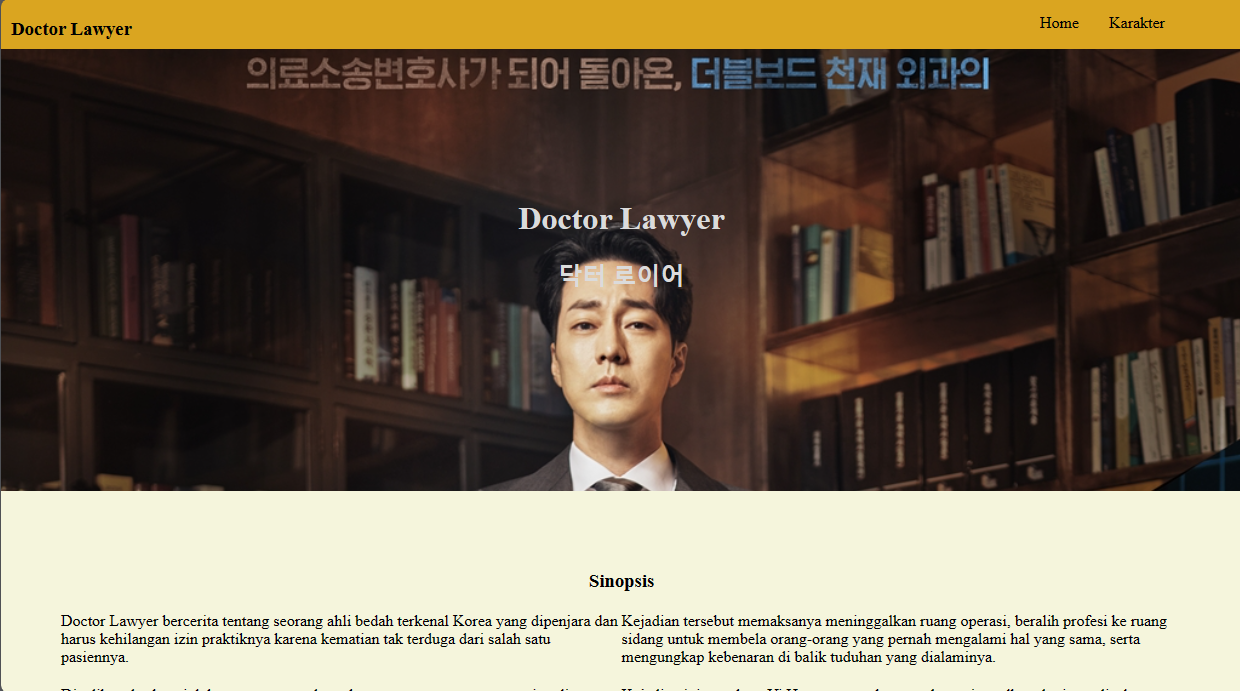 Doctor Lawyer
Home Karakter
의료소송변호사가 되어 돌아온, 더블보드 천재 외과의
Doctor Lawyer
닥터 로이어
Sinopsis
Doctor Lawyer bercerita tentang seorang ahli bedah terkenal Korea yang dipenjara dan
harus kehilangan izin praktiknya karena kematian tak terduga dari salah satu
pasiennya.
Kejadian tersebut memaksanya meninggalkan ruang operasi, beralih profesi ke ruang
sidang untuk membela orang-orang yang pernah mengalami hal yang sama, serta
mengungkap kebenaran di balik tuduhan yang dialaminya.